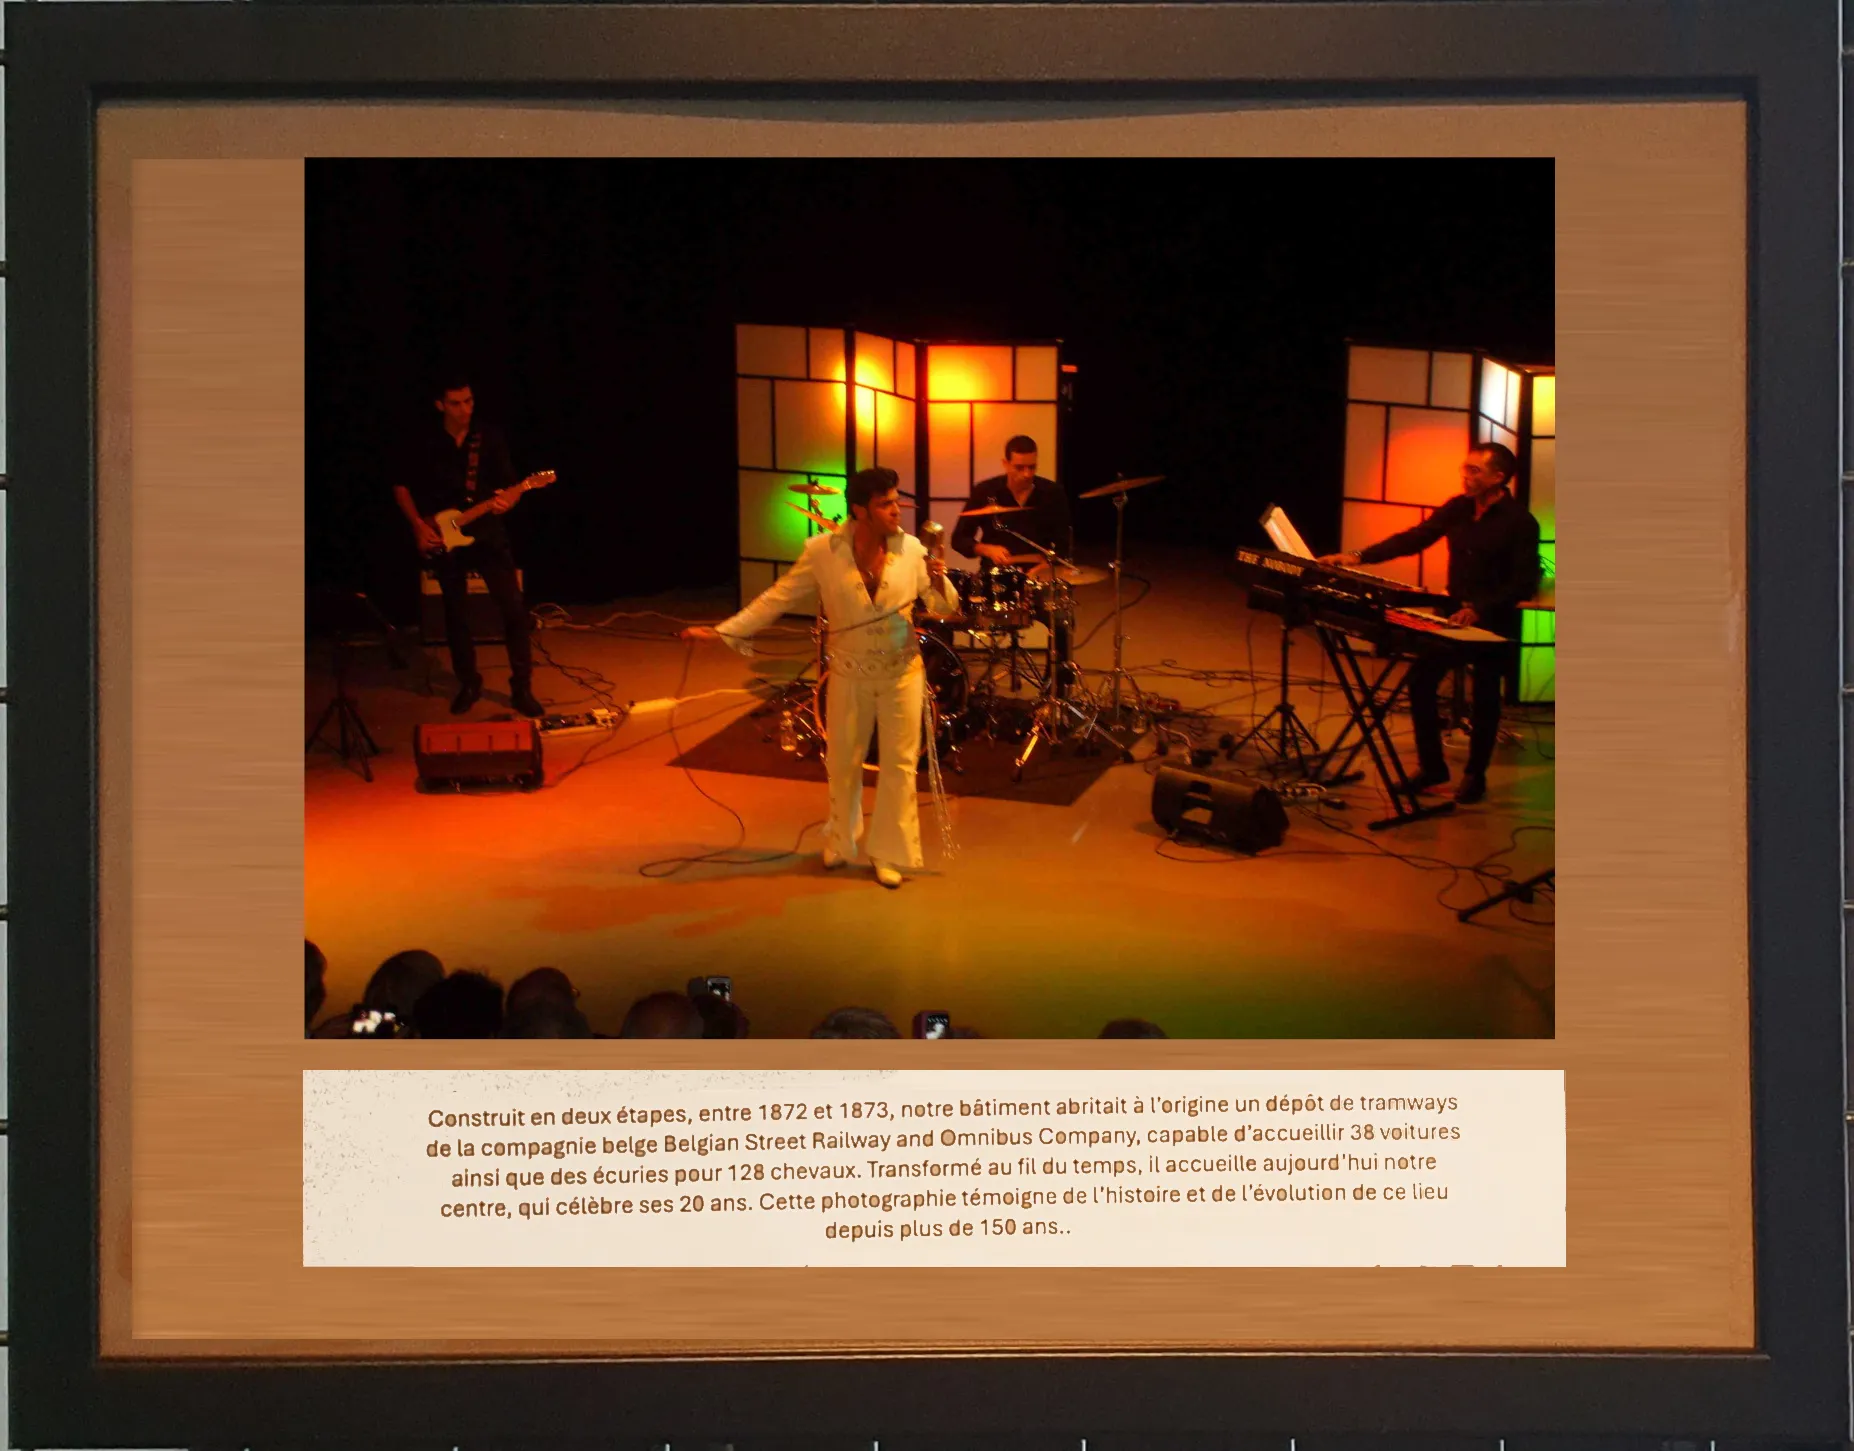 THE NOBODY
Construit en deux étapes, entre 1872 et 1873, notre bâtiment abritait à l'origine un dépôt de tramways
de la compagnie belge Belgian Street Railway and Omnibus Company, capable d'accueillir 38 voitures
ainsi que des écuries pour 128 chevaux. Transformé au fil du temps, il accueille aujourd'hui notre
centre, qui célèbre ses 20 ans. Cette photographie témoigne de l'histoire et de l'évolution de ce lieu
depuis plus de 150 ans..